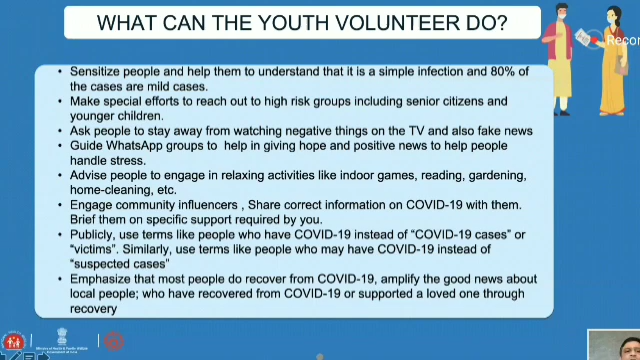 WHAT CAN THE YOUTH VOLUNTEER DO?
Recor
• Sensitize people and help them to understand that it is a simple infection and 80% of
the cases are mild cases.
• Make special efforts to reach out to high risk groups including senior citizens and
younger children.
• Ask people to stay away from watching negative things on the TV and also fake news
• Guide WhatsApp groups to help in giving hope and positive news to help people
handle stress.
• Advise people to engage in relaxing activities like indoor games, reading, gardening,
home-cleaning, etc.
• Engage community influencers , Share correct information on COVID-19 with them.
Brief them on specific support required by you.
• Publicly, use terms like people who have COVID-19 instead of “COVID-19 cases” or
“victims”. Similarly, use terms like people who may have COVID-19 instead of
“suspected cases”
• Emphasize that most people do recover from COVID-19, amplify the good news about
local people; who have recovered from COVID-19 or supported a loved one through
recovery
Ministry of Health & Family Welfare
Government of India